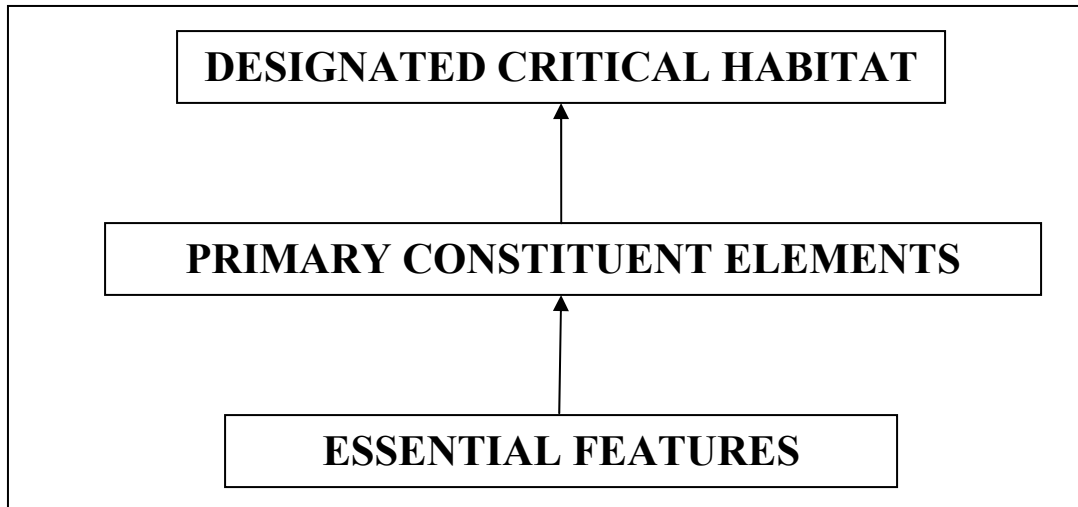 DESIGNATED CRITICAL HABITAT
PRIMARY CONSTITUENT ELEMENTS
ESSENTIAL FEATURES